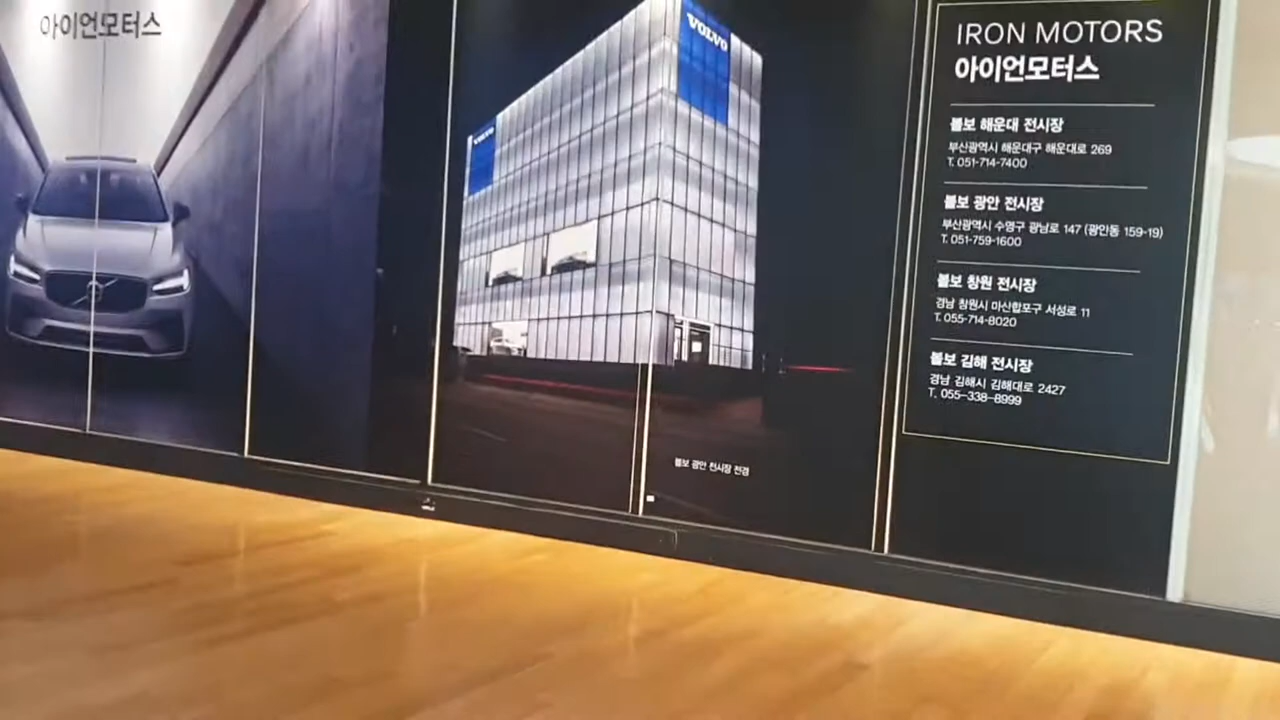 아이언모터스
VOLVO
VOLVO
볼보 광안 전시장 전경
IRON MOTORS
아이언모터스
볼보 해운대 전시장
부산광역시 해운대구 해운대로 269
T. 051-714-7400
볼보 광안 전시장
부산광역시 수영구 광남로 147 (광안동 159-19)
T. 051-759-1600
볼보 창원 전시장
경남 창원시 마산합포구 서성로 11
T. 055-714-8020
볼보 김해 전시장
경남 김해시 김해대로 2427
T. 055-338-8999